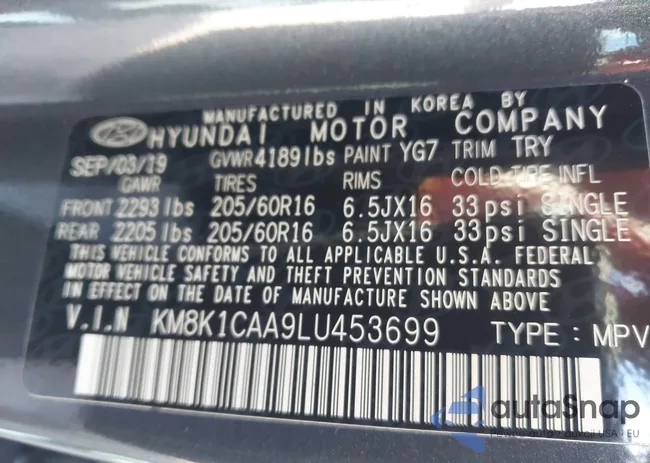 MANUFACTURED IN KOREA BY
HYUNDAI MOTOR COMPANY
SEP/03/19 GVWR4189lbs PAINT YG7 TRIM TRY
GAWR TIRES RIMS COLD TIRE INFL
FRONT 2293 lbs 205/60R16 6.5JX16 33psi SINGLE
REAR 2205 lbs 205/60R16 6.5JX16 33psi SINGLE
THIS VEHICLE CONFORMS TO ALL APPLICABLE U.S.A. FEDERAL
MOTOR VEHICLE SAFETY AND THEFT PREVENTION STANDARDS
IN EFFECT ON THE DATE OF MANUFACTURE SHOWN ABOVE
V.I.N KM8K1CAA9LU453699 TYPE: MPV
autoSnap
USA | EU